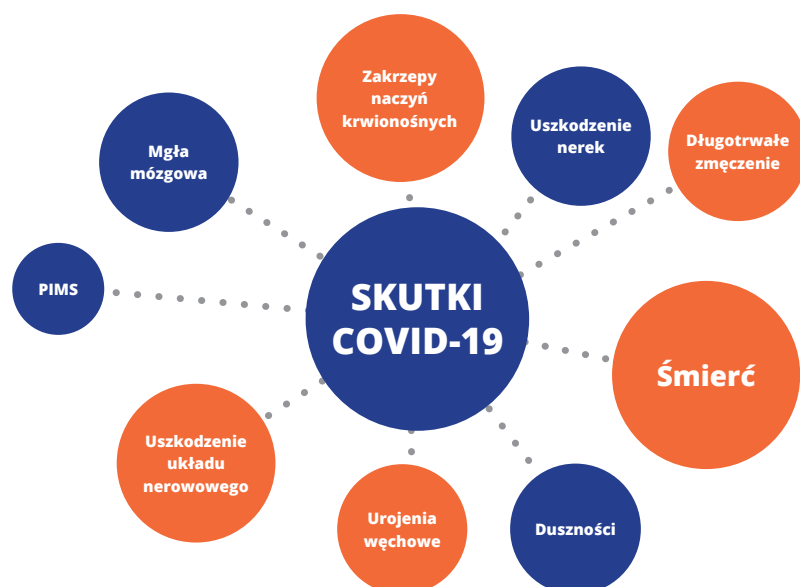 Zakrzepy
naczyń
krwionośnych
Uszkodzenie
nerek
Długotrwałe
zmęczenie
Mgła
mózgowa
PIMS
SKUTKI
COVID-19
Śmierć
Uszkodzenie
układu
nerowowego
Urojenia
węchowe
Duszności